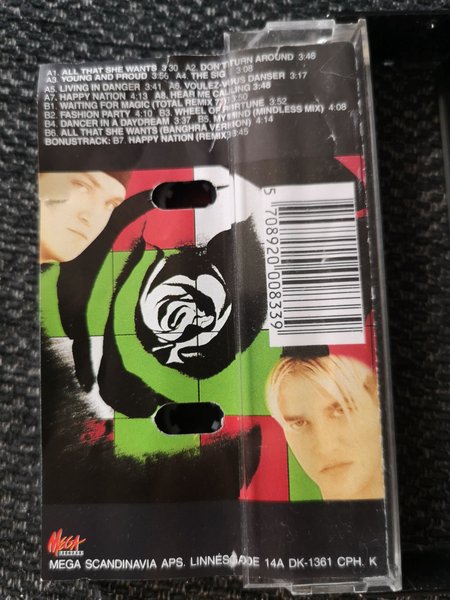 A1. ALL THAT SHE WANTS 3:30 A2. DON'T TURN AROUND 3:48
A3. YOUNG AND PROUD 3:56 A4. THE SIG 3:08
A5. LIVING IN DANGER 3:41 A6. VOULEZ-VOUS DANSER 3:17
A7. HAPPY NATION 4:13 A8. HEAR ME CALLING 3:48
B1. WAITING FOR MAGIC (TOTAL REMIX 7")
B2. FASHION PARTY 4:10 B3. WHEEL OF FORTUNE 3:52
B4. DANCER IN A DAYDREAM 3:37 B5. MY MIND (MINDLESS MIX) 4:08
B6. ALL THAT SHE WANTS (BANGHRA VERSION) 4:14
BONUSTRACK: B7. HAPPY NATION (REMIX) 3:45
5 708920 008339
MEGA
RECORDS
MEGA SCANDINAVIA APS. LINNÉSGADE 14A DK-1361 CPH. K